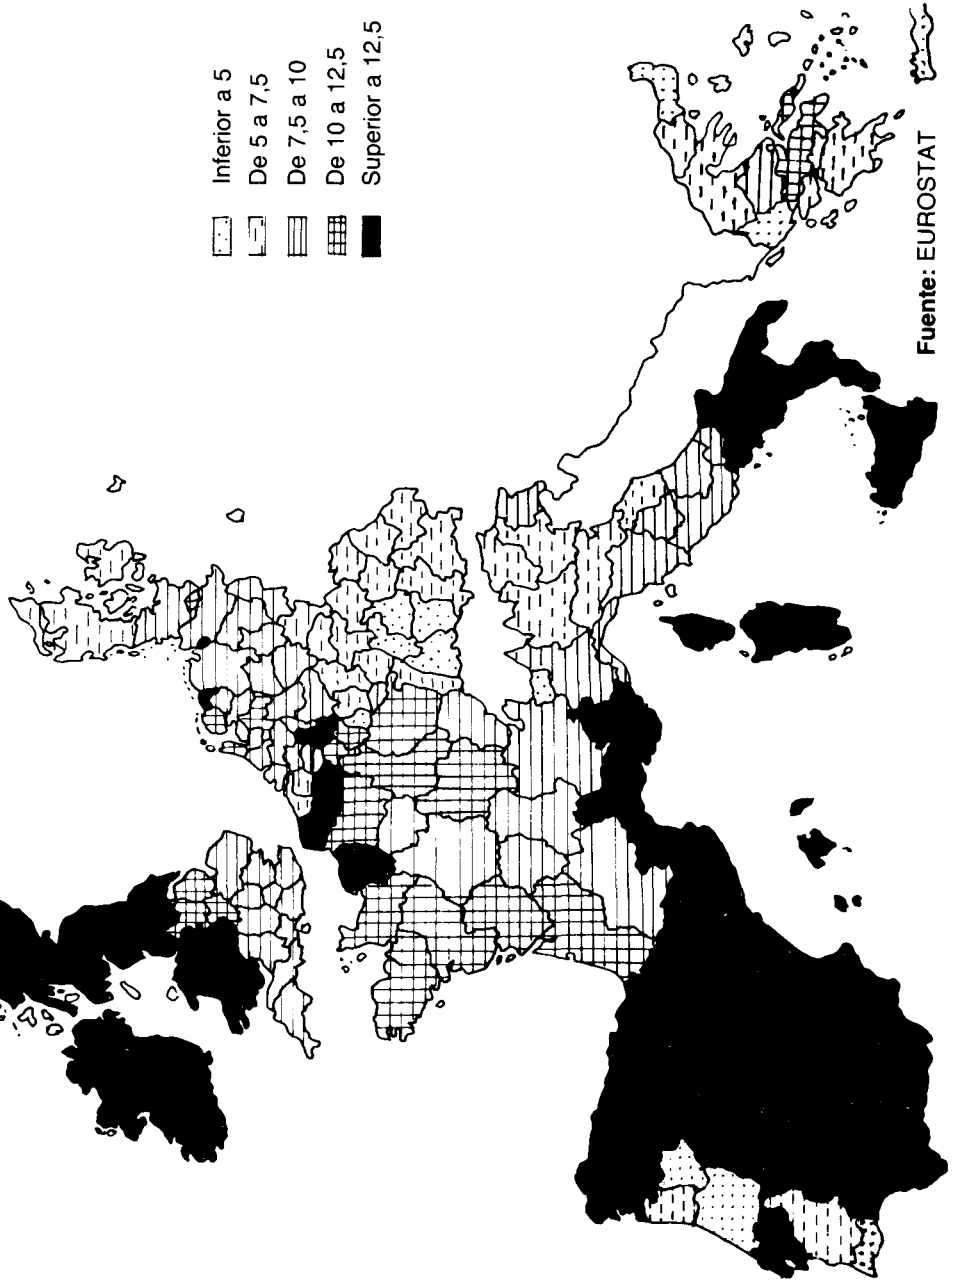 Inferior a 5
De 5 a 7,5
De 7,5 a 10
De 10 a 12,5
Superior a 12,5
Fuente: EUROSTAT